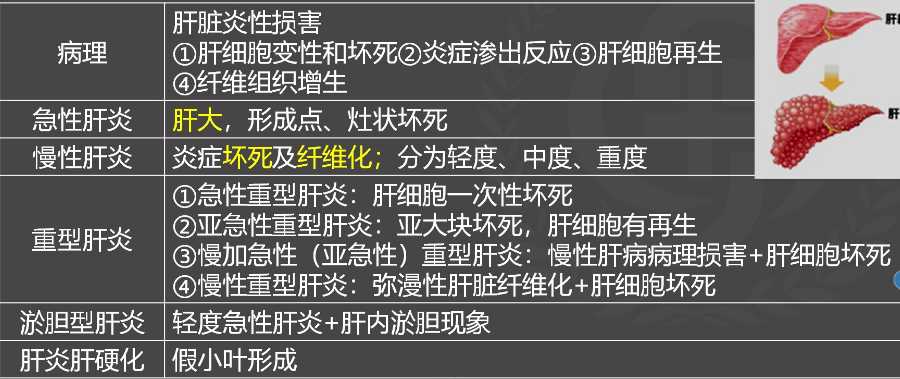 病理
肝脏炎性损害
①肝细胞变性和坏死②炎症渗出反应③肝细胞再生
④纤维组织增生
急性肝炎
肝大，形成点、灶状坏死
慢性肝炎
炎症坏死及纤维化；分为轻度、中度、重度
重型肝炎
①急性重型肝炎：肝细胞一次性坏死
②亚急性重型肝炎：亚大块坏死，肝细胞有再生
③慢加急性（亚急性）重型肝炎：慢性肝病病理损害+肝细胞坏死
④慢性重型肝炎：弥漫性肝脏纤维化+肝细胞坏死
淤胆型肝炎
轻度急性肝炎+肝内淤胆现象
肝炎肝硬化
假小叶形成
肝